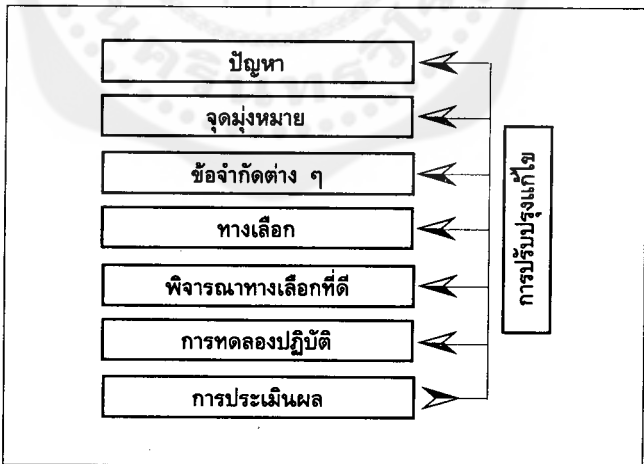 ปัญหา
จุดมุ่งหมาย
ข้อจำกัดต่าง ๆ
ทางเลือก
พิจารณาทางเลือกที่ดี
การทดลองปฏิบัติ
การประเมินผล
การปรับปรุงแก้ไข